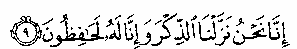 إِنَّا نَحْنُ نَزَّلْنَا ٱلذِّكْرَ وَإِنَّا لَهُۥ لَحَـٰفِظُونَ ﴿٩﴾